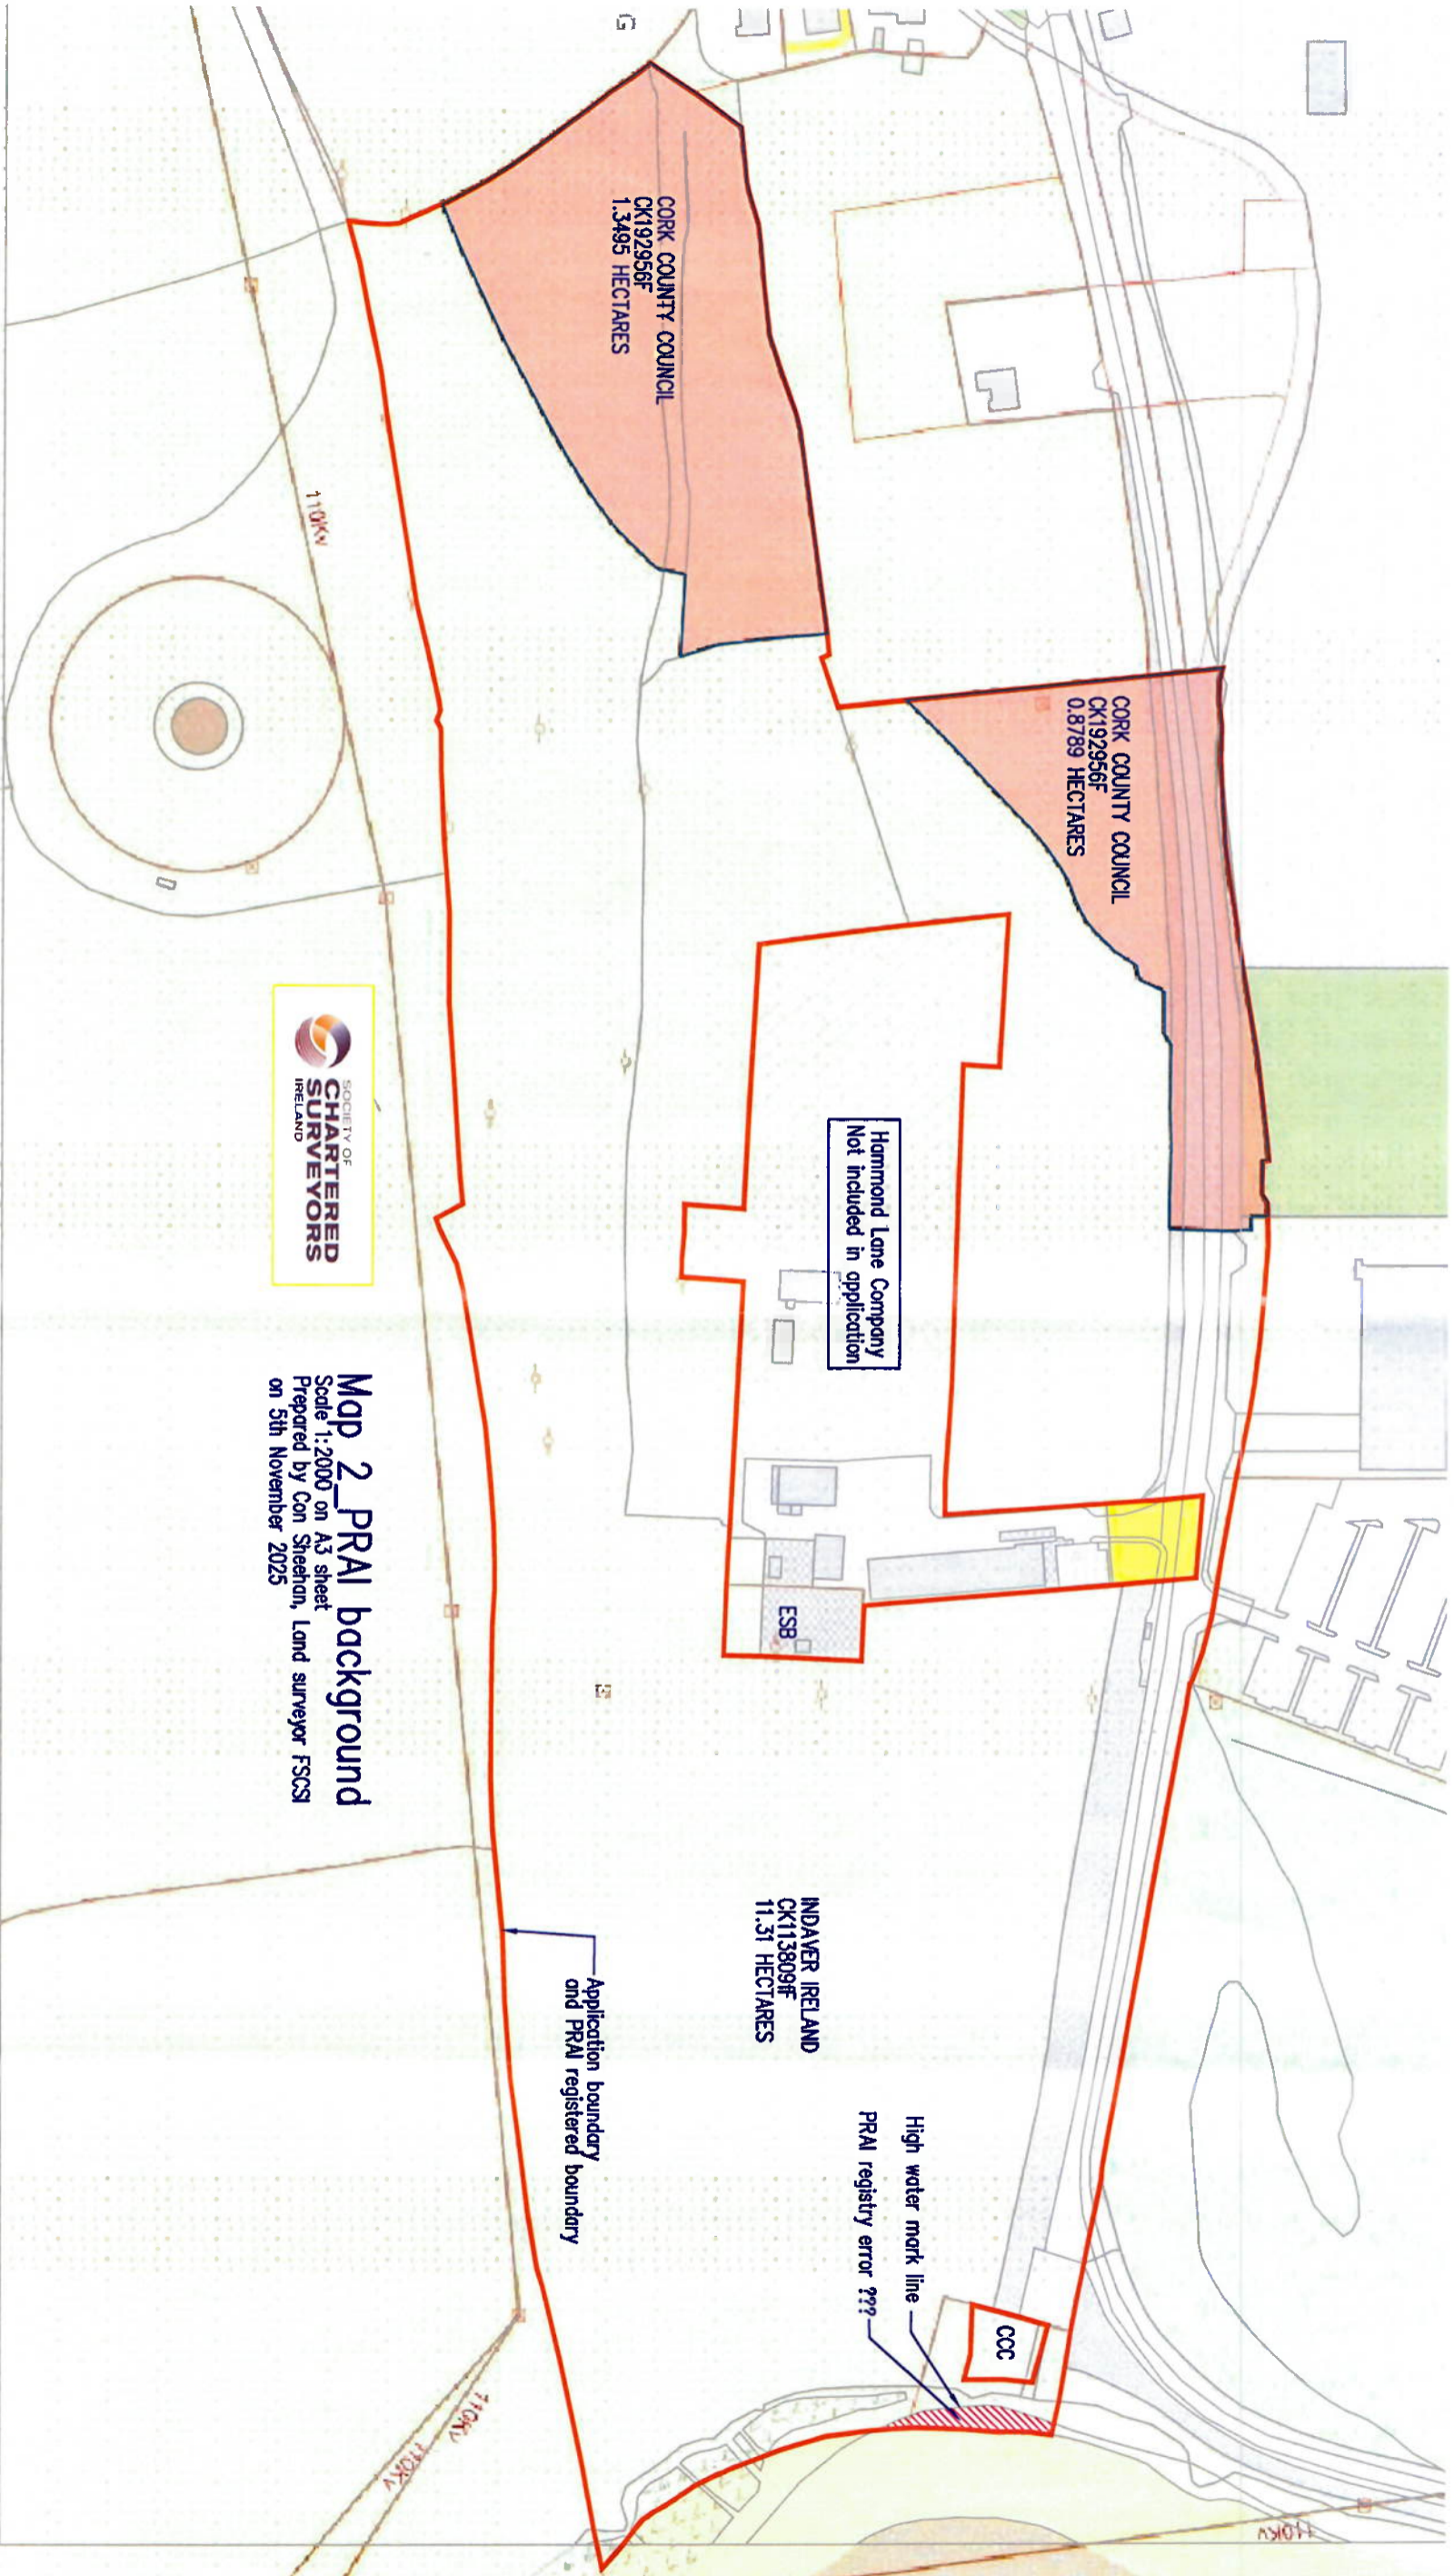 G
CORK COUNTY COUNCIL
CK192956F
1.3495 HECTARES
110Kv
CORK COUNTY COUNCIL
CK192956F
0.8789 HECTARES
Hammond Lane Company
Not included in application
ESB
SOCIETY OF
CHARTERED
SURVEYORS
IRELAND
Map 2_PRAI background
Scale 1:2000 on A3 sheet
Prepared by Con Sheehan, Land surveyor FSCSI
on 5th November 2025
INDAVER IRELAND
CK113809F
11.31 HECTARES
Application boundary
and PRAI registered boundary
High water mark line
PRAI registry error ???
CCC
110Kv
110Kv
110Kv